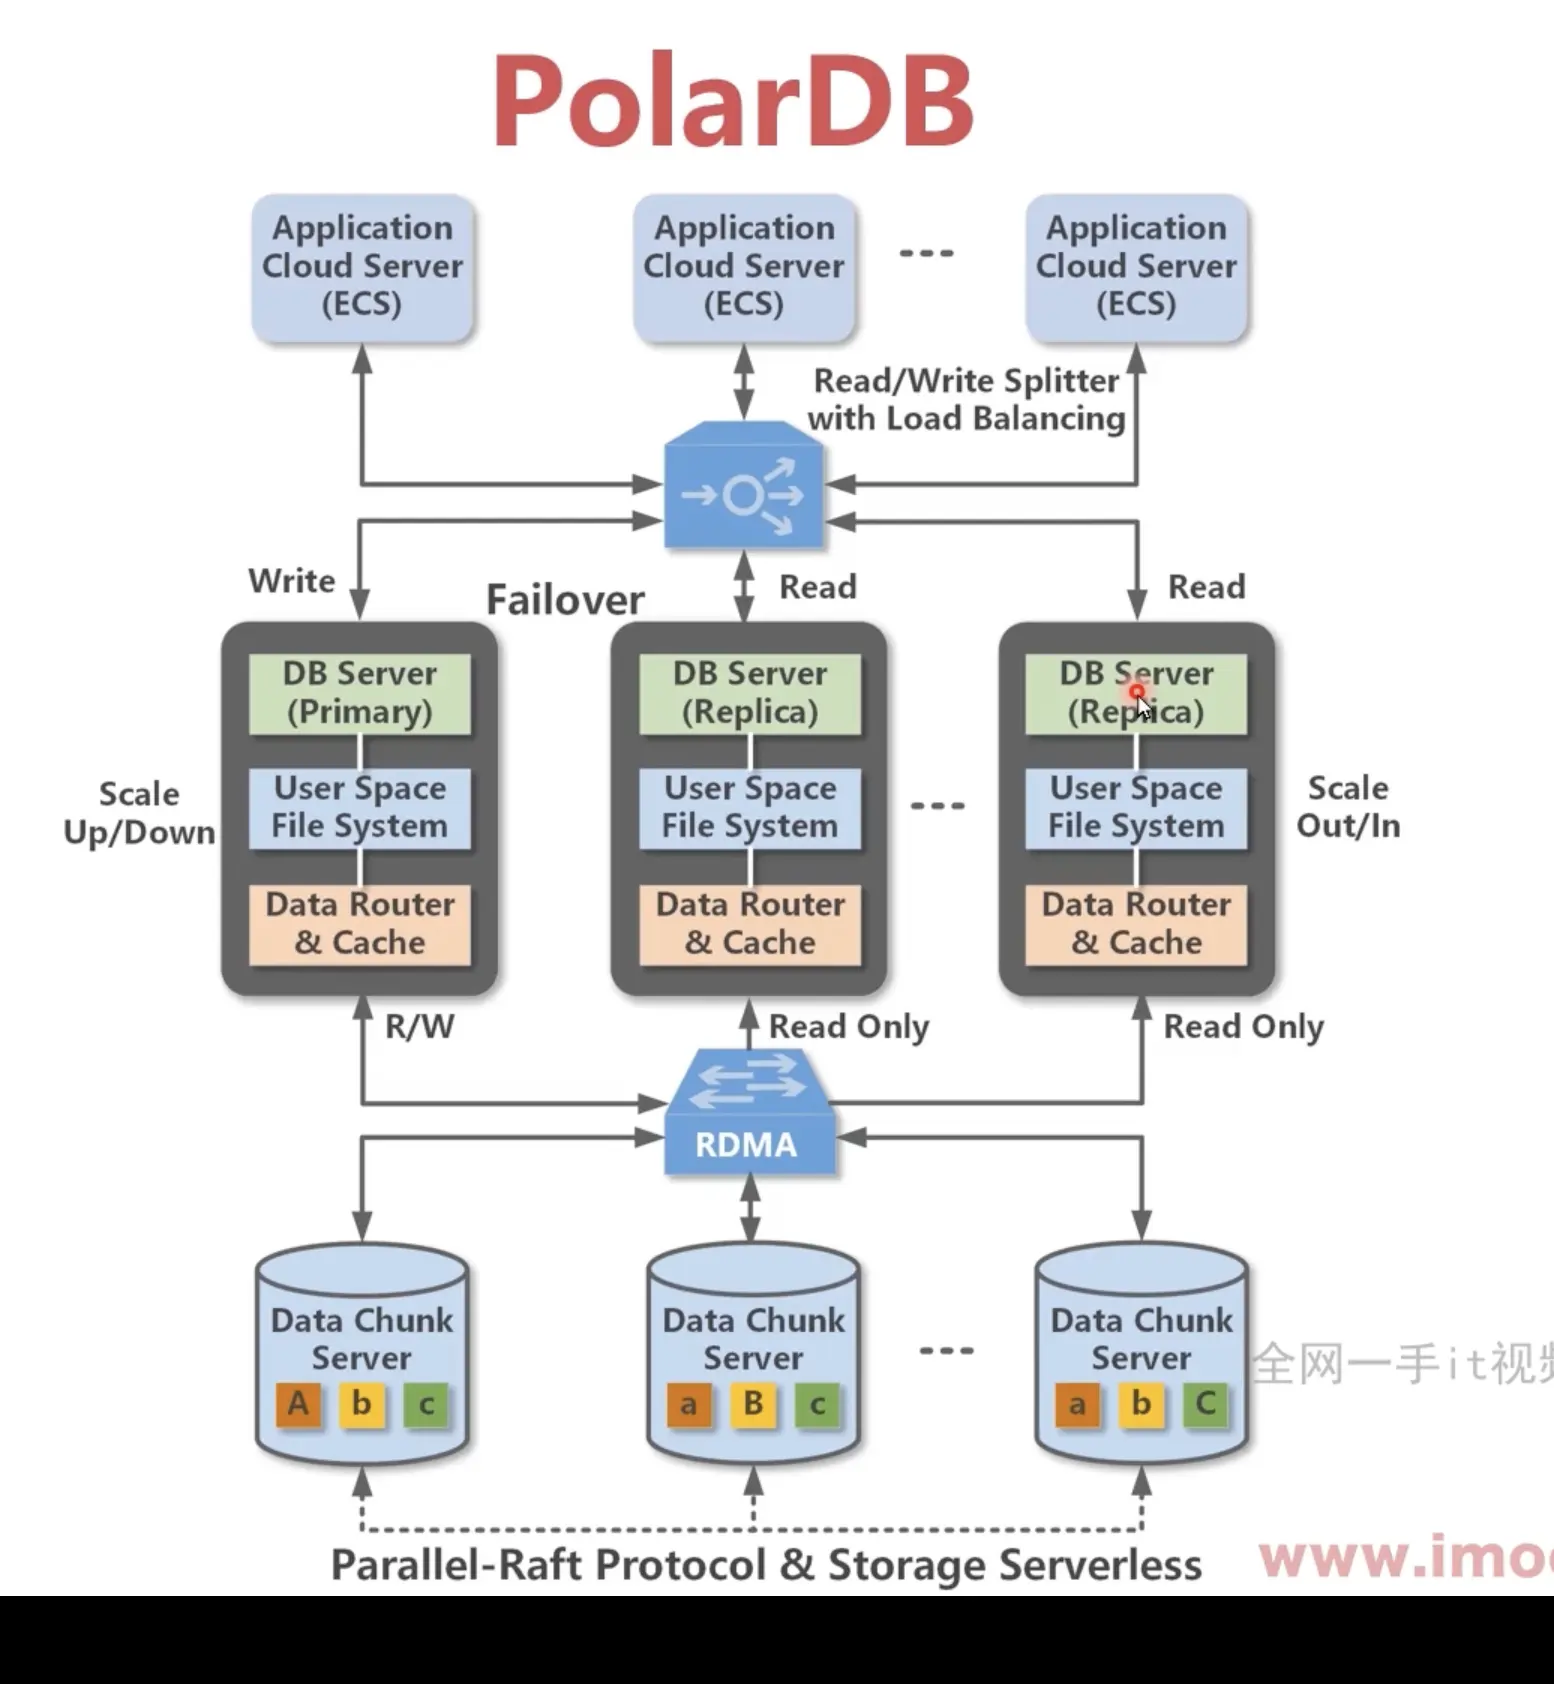 PolarDB
Application
Cloud Server
(ECS)
Application
Cloud Server
(ECS)
Application
Cloud Server
(ECS)
Read/Write Splitter
with Load Balancing
Write
Failover
Read
Read
DB Server
(Primary)
User Space
File System
Data Router
& Cache
DB Server
(Replica)
User Space
File System
Data Router
& Cache
DB Server
(Replica)
User Space
File System
Data Router
& Cache
Scale
Up/Down
Scale
Out/In
R/W
Read Only
Read Only
RDMA
Data Chunk
Server
A b c
Data Chunk
Server
a B c
Data Chunk
Server
a b C
全网一手it视
Parallel-Raft Protocol & Storage Serverless
www.imo